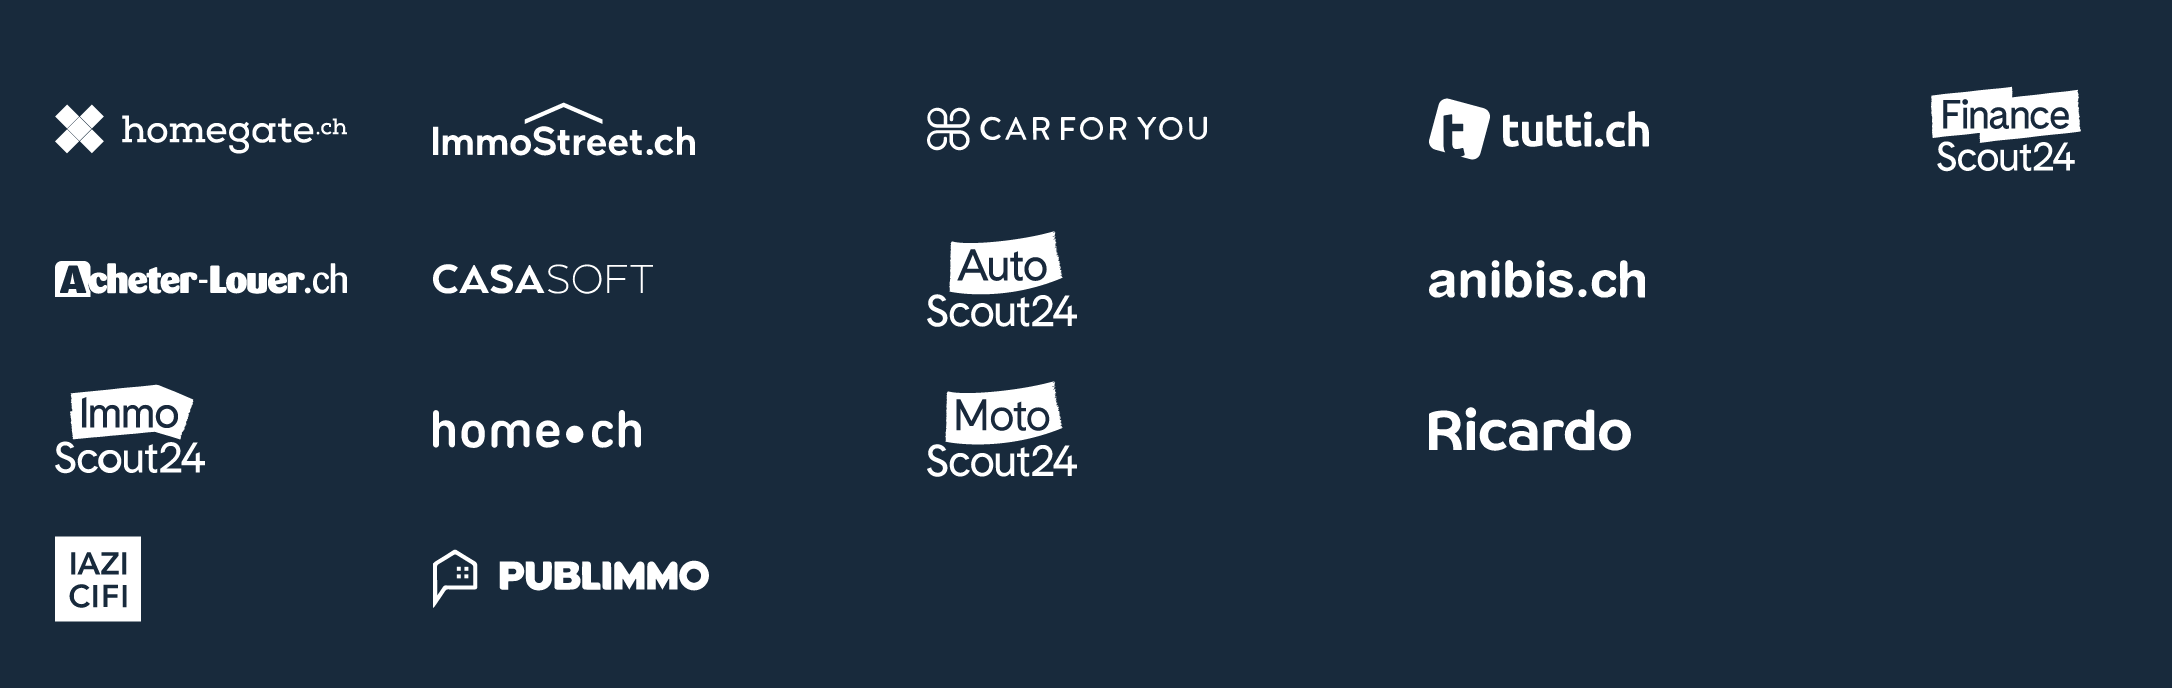 homegate.ch
ImmoStreet.ch
CAR FOR YOU
tutti.ch
Finance
Scout24
Acheter-Louer.ch
CASASOFT
Auto
Scout24
anibis.ch
Immo
Scout24
home.ch
Moto
Scout24
Ricardo
IAZI
CIFI
PUBLIMMO